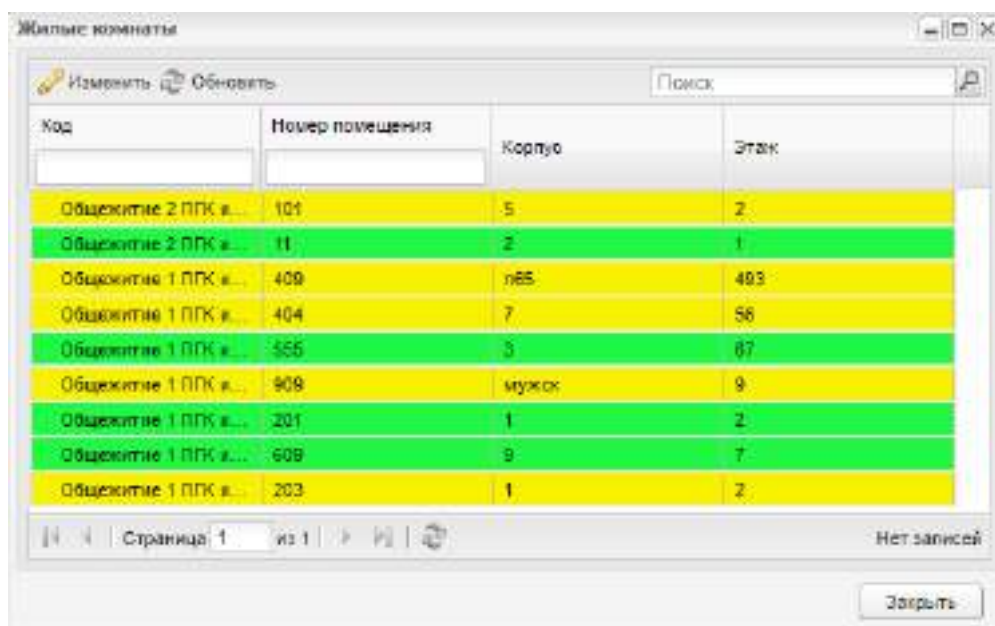 Жилые комнаты
Изменить Обновить Поиск
Код Номер помещения Корпус Этаж
Общежитие 2 ПГК и... 101 5 2
Общежитие 2 ПГК и... 11 2 1
Общежитие 1 ПГК и... 409 п65 493
Общежитие 1 ПГК и... 404 7 56
Общежитие 1 ПГК и... 555 3 67
Общежитие 1 ПГК и... 909 мужск 9
Общежитие 1 ПГК и... 201 1 2
Общежитие 1 ПГК и... 609 9 7
Общежитие 1 ПГК и... 203 1 2
Страница 1 из 1 Нет записей
Закрыть